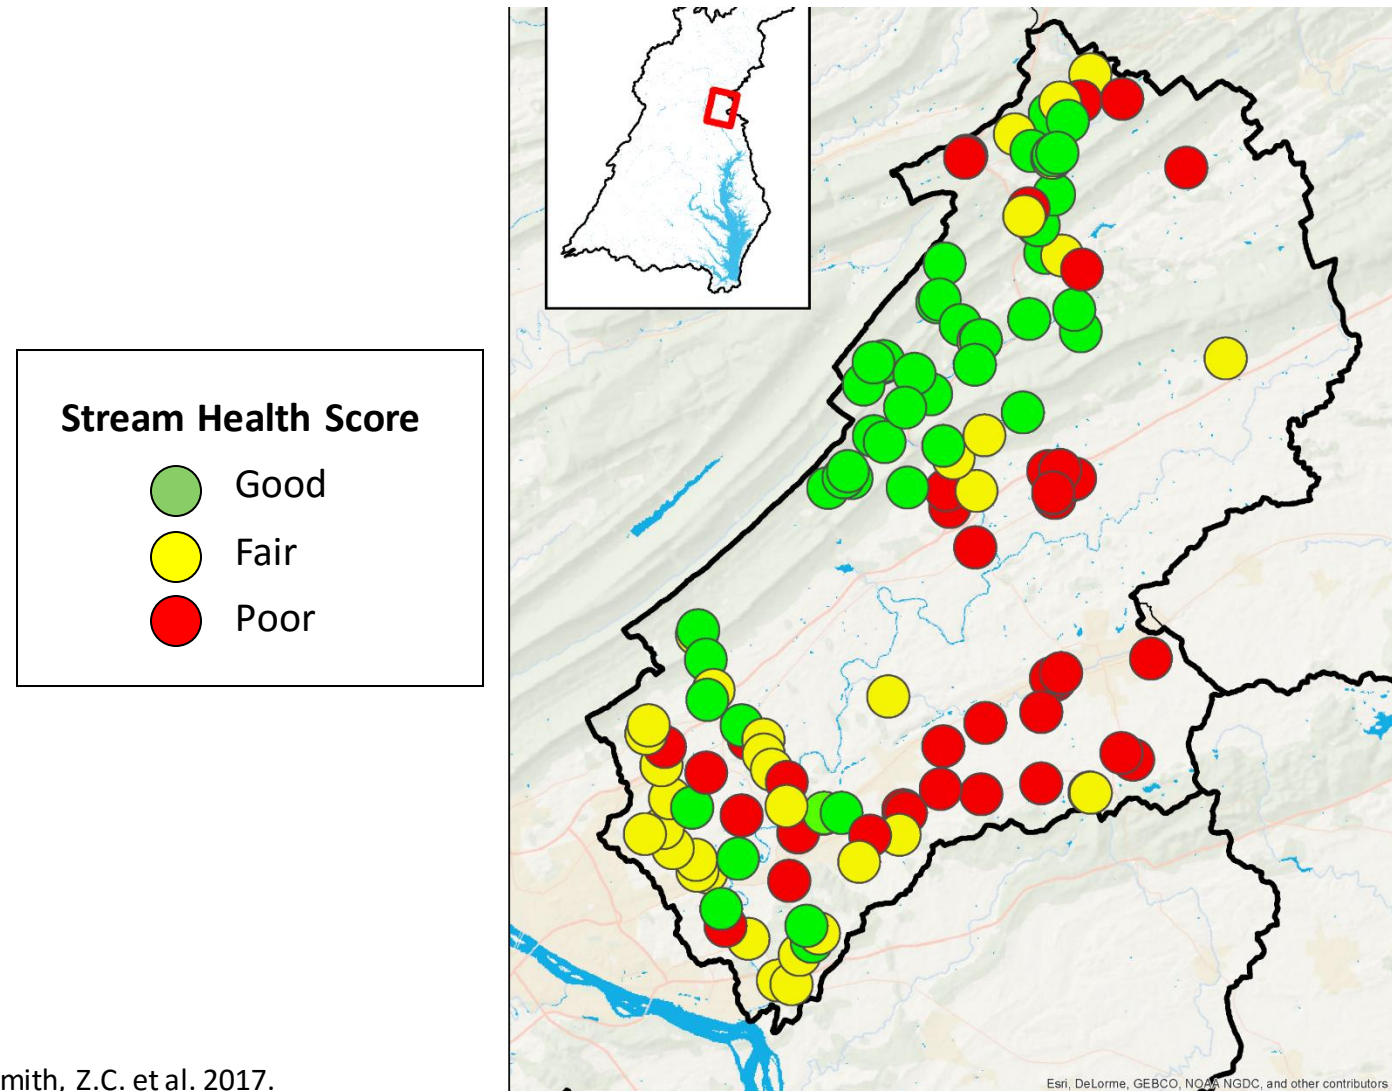 Stream Health Score
Good
Fair
Poor
mith, Z.C. et al. 2017.
Esri, DeLorme, GEBCO, NOAA NGDC, and other contributors